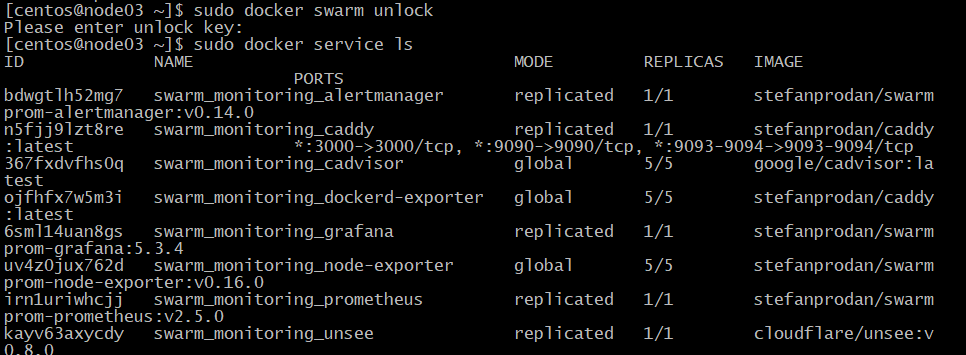 [centos@node03 ~]$ sudo docker swarm unlock
Please enter unlock key:
[centos@node03 ~]$ sudo docker service ls
ID NAME MODE REPLICAS IMAGE
PORTS
bdwgtlh52mg7 swarm_monitoring_alertmanager replicated 1/1 stefanprodan/swarm
prom-alertmanager:v0.14.0
n5fjj9lzt8re swarm_monitoring_caddy replicated 1/1 stefanprodan/caddy
:latest *:3000->3000/tcp, *:9090->9090/tcp, *:9093-9094->9093-9094/tcp
367fxdvfhs0q swarm_monitoring_cadvisor global 5/5 google/cadvisor:la
test
ojfhfx7w5m3i swarm_monitoring_dockerd-exporter global 5/5 stefanprodan/caddy
:latest
6sml14uan8gs swarm_monitoring_grafana replicated 1/1 stefanprodan/swarm
prom-grafana:5.3.4
uv4z0jux762d swarm_monitoring_node-exporter global 5/5 stefanprodan/swarm
prom-node-exporter:v0.16.0
irn1uriwhcjj swarm_monitoring_prometheus replicated 1/1 stefanprodan/swarm
prom-prometheus:v2.5.0
kayv63axycdy swarm_monitoring_unsee replicated 1/1 cloudflare/unsee:v
0.8.0